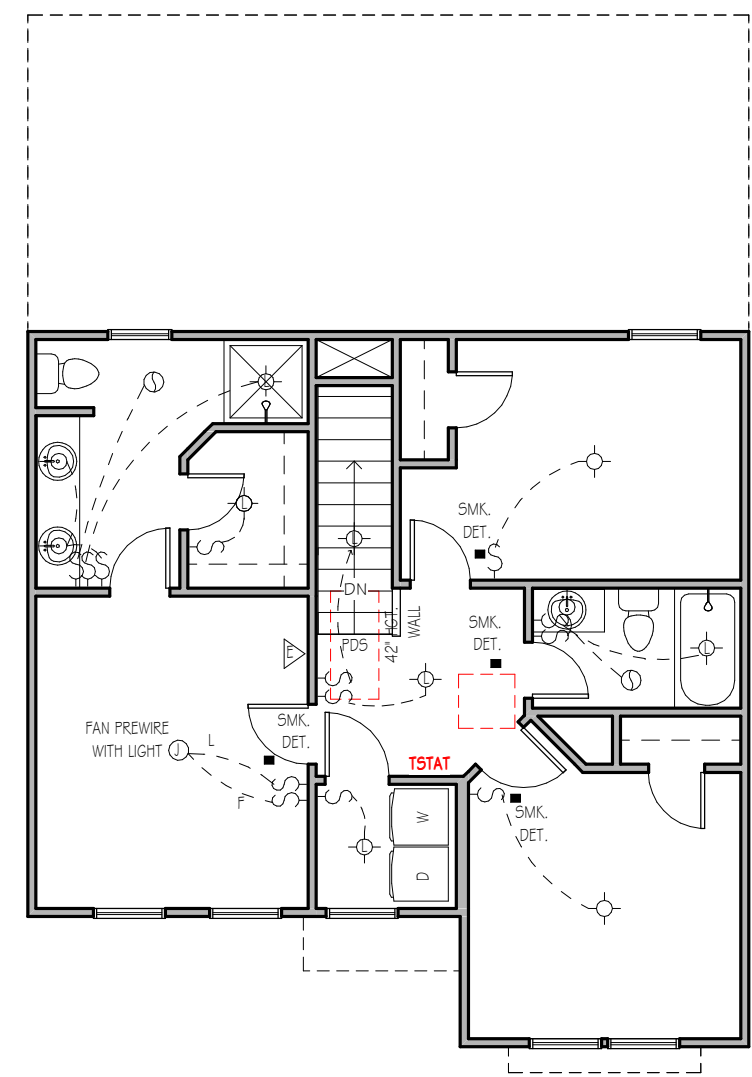 L
SMK.
DET.
L
DN
42" HGT.
WALL
PDS
SMK.
DET.
L
E
L
FAN PREWIRE
WITH LIGHT
J
L
F
SMK.
DET.
TSTAT
W
D
L
SMK.
DET.